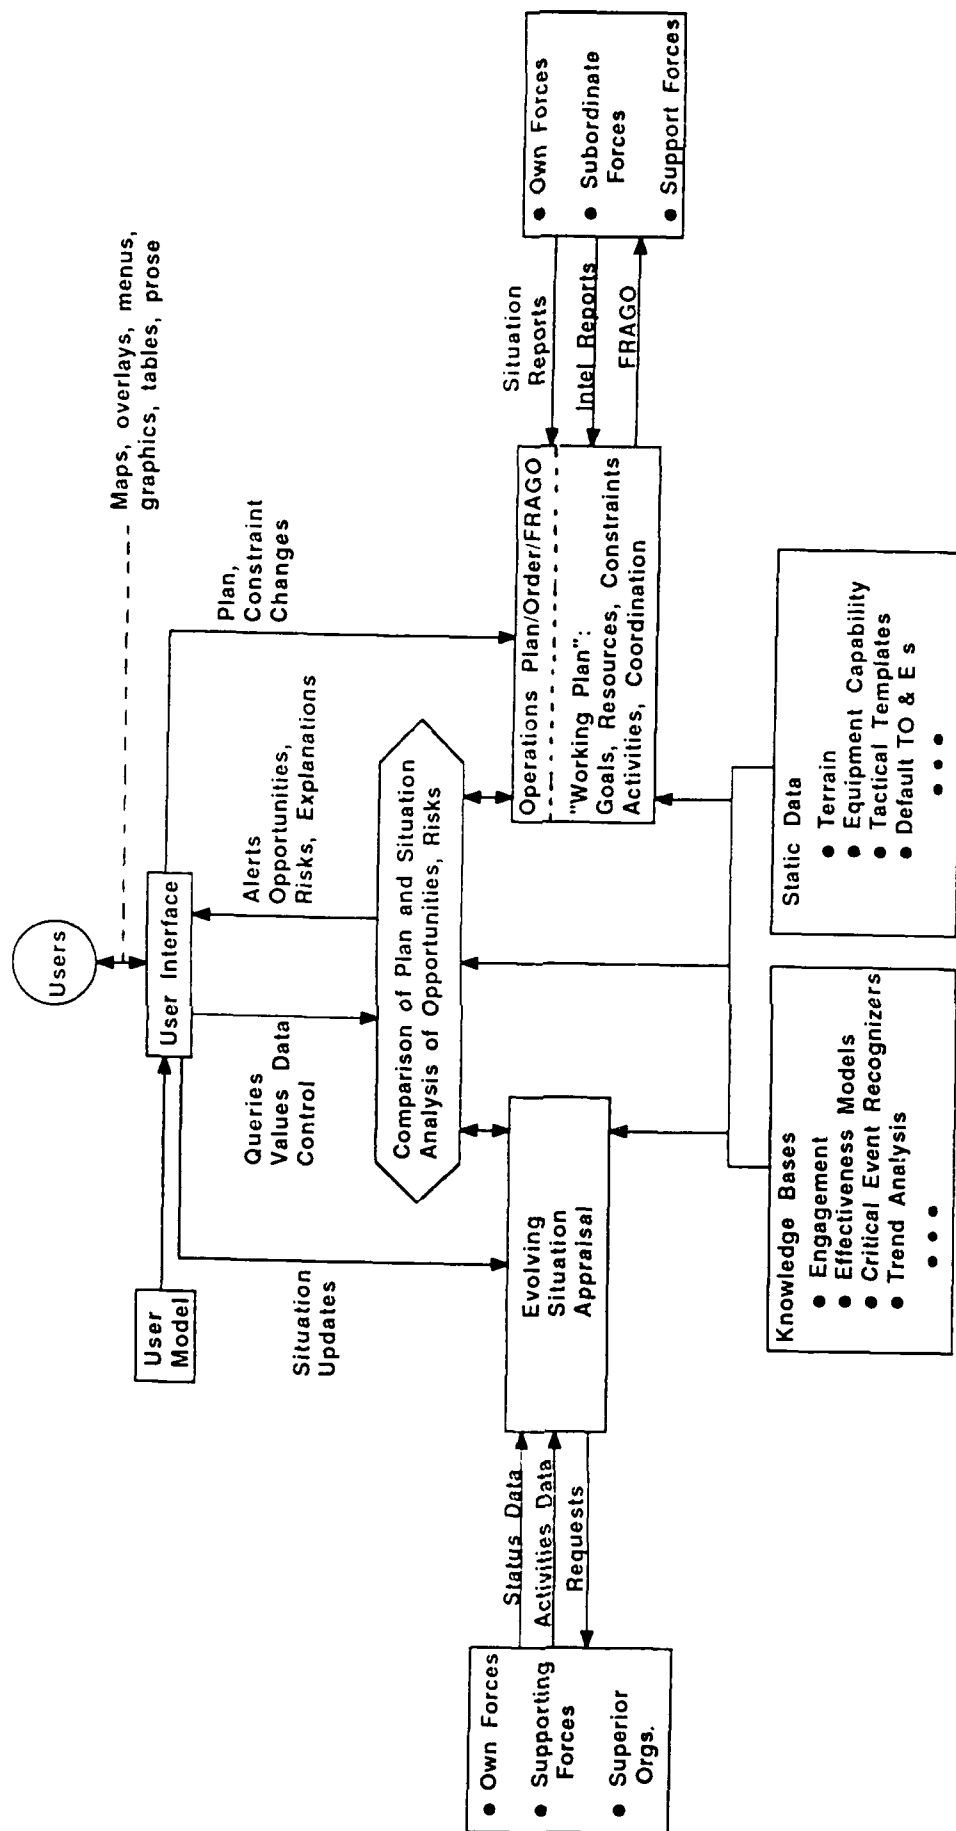 Users
Maps, overlays, menus,
graphics, tables, prose
User
Model
User Interface
Situation
Updates
Queries
Values Data
Control
Alerts
Opportunities,
Risks, Explanations
Plan,
Constraint
Changes
Comparison of Plan and Situation
Analysis of Opportunities, Risks
● Own Forces
● Supporting
Forces
● Superior
Orgs.
Status Data
Activities Data
Requests
Evolving
Situation
Appraisal
Operations Plan/Order/FRAGO
"Working Plan":
Goals, Resources, Constraints
Activities, Coordination
Situation
Reports
Intel Reports
FRAGO
● Own Forces
● Subordinate
Forces
● Support Forces
Knowledge Bases
● Engagement
● Effectiveness Models
● Critical Event Recognizers
● Trend Analysis
● ● ●
Static Data
● Terrain
● Equipment Capability
● Tactical Templates
● Default TO & E s
● ● ●